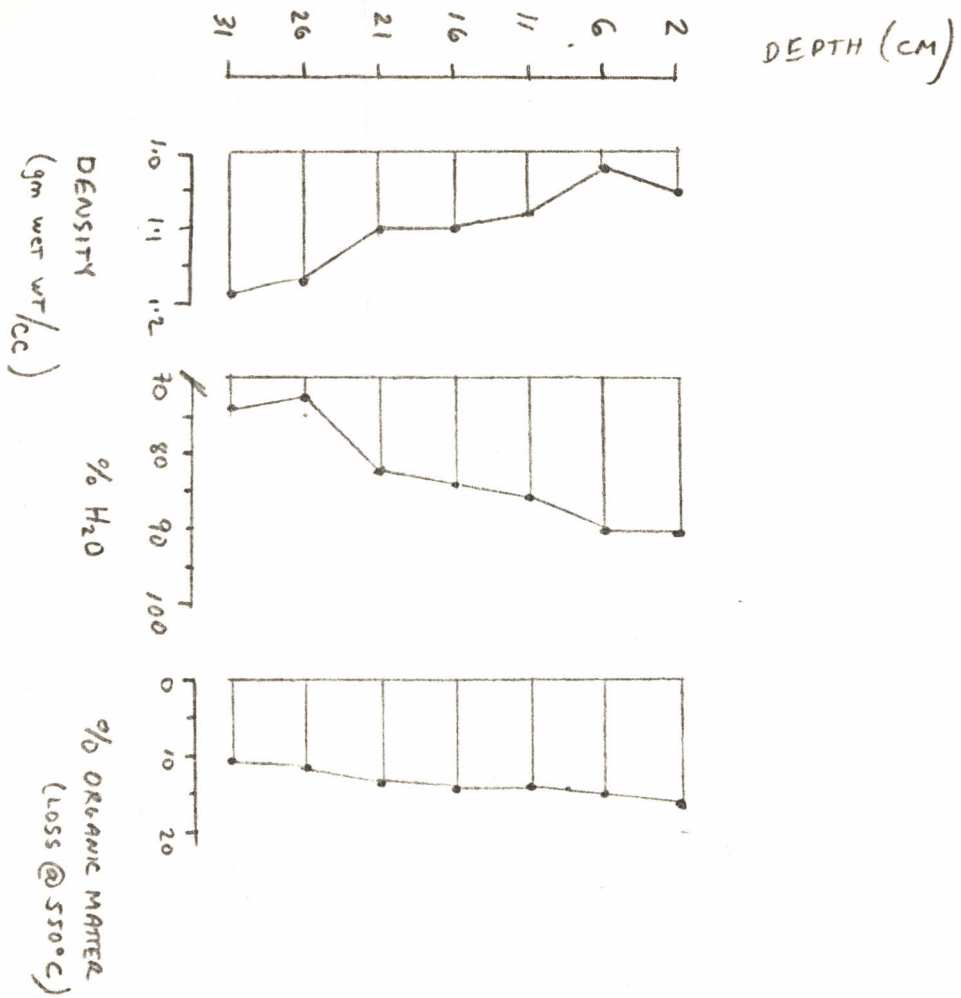 DEPTH (CM)
2
6
11
16
21
26
31
1.0
1.1
1.2
DENSITY
(gm wet wt/cc)
70
80
90
100
% H2O
0
10
20
% ORGANIC MATTER
(LOSS @ 550°C)